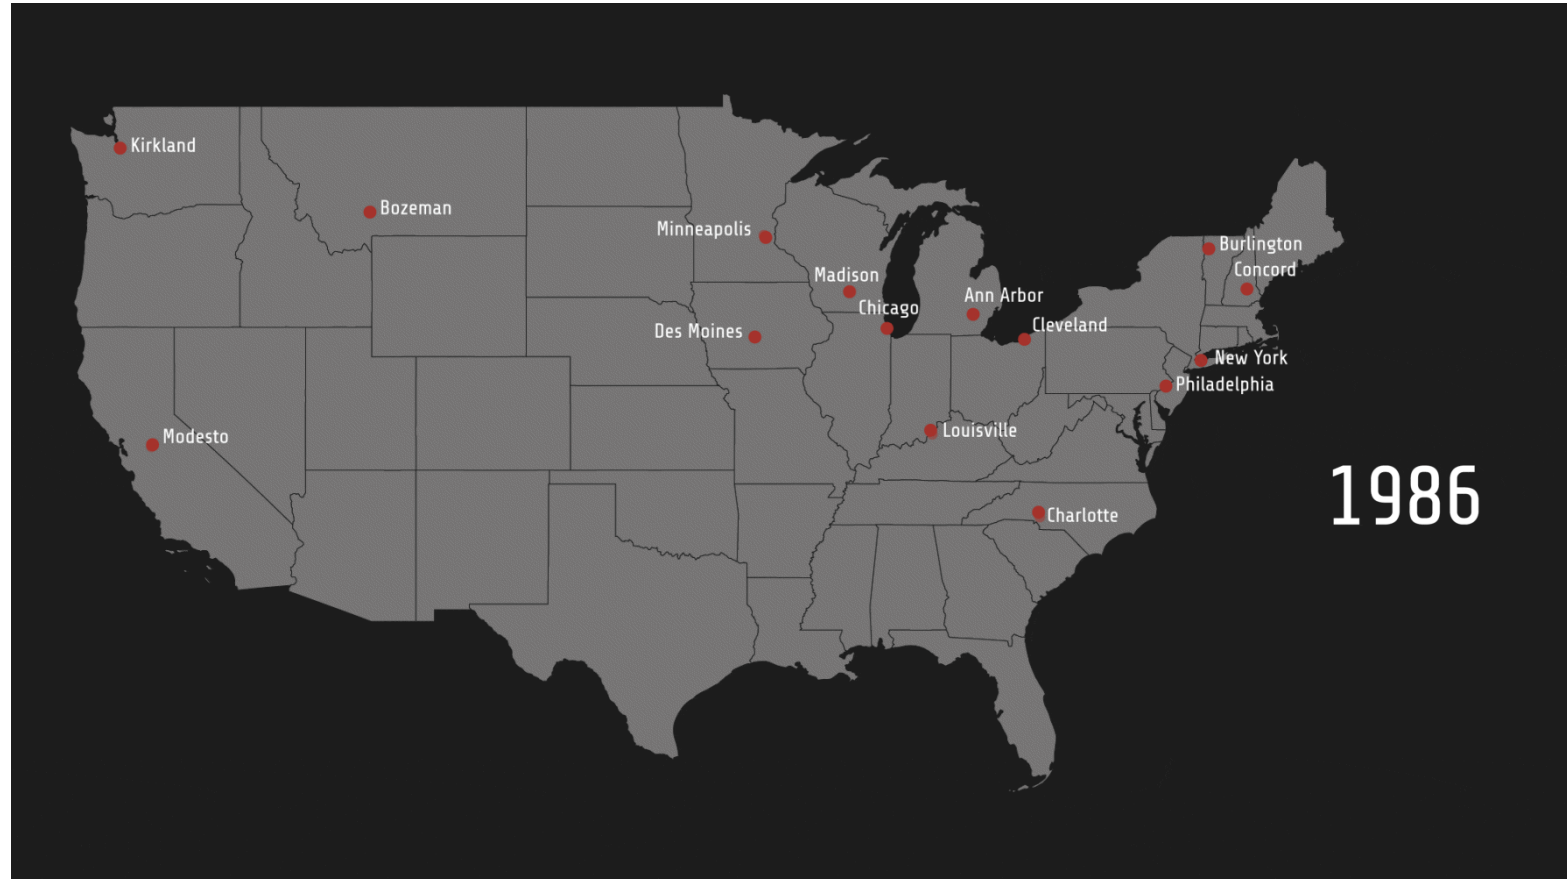 Kirkland
Bozeman
Minneapolis
Burlington
Concord
Madison
Chicago
Ann Arbor
Des Moines
Cleveland
New York
Philadelphia
Modesto
Louisville
1986
Charlotte